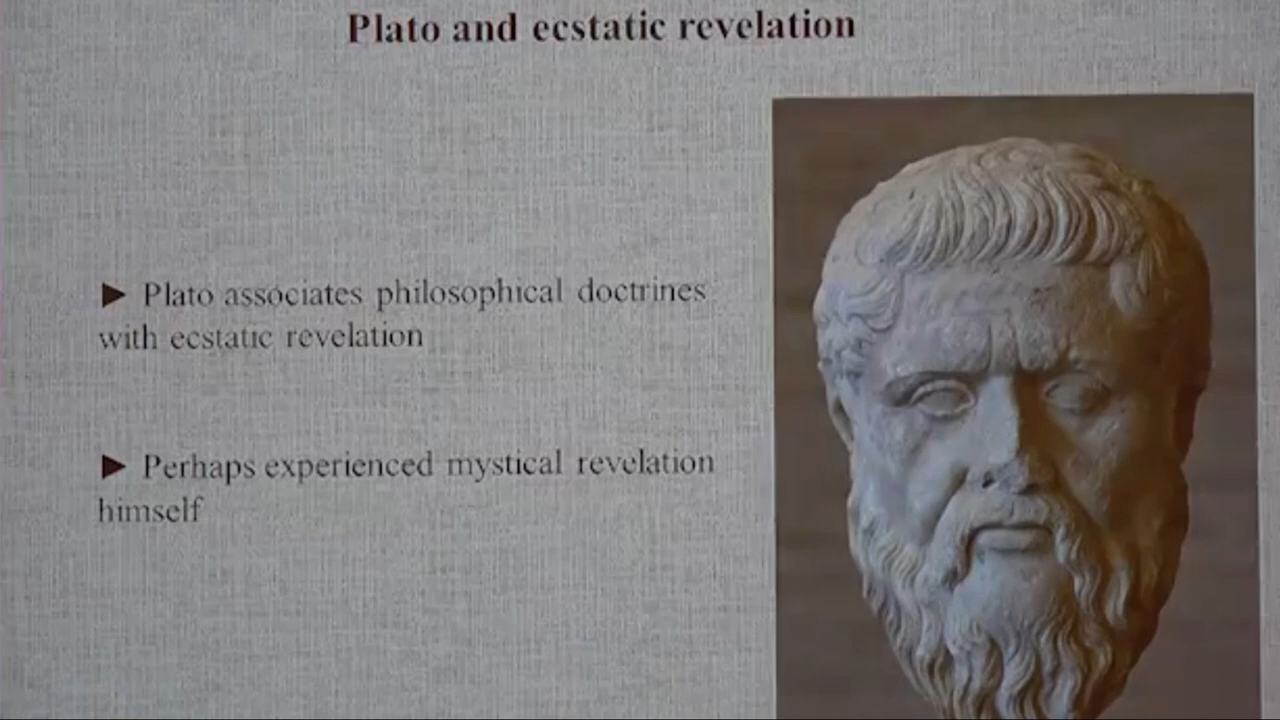 Plato and ecstatic revelation
► Plato associates philosophical doctrines
with ecstatic revelation
► Perhaps experienced mystical revelation
himself